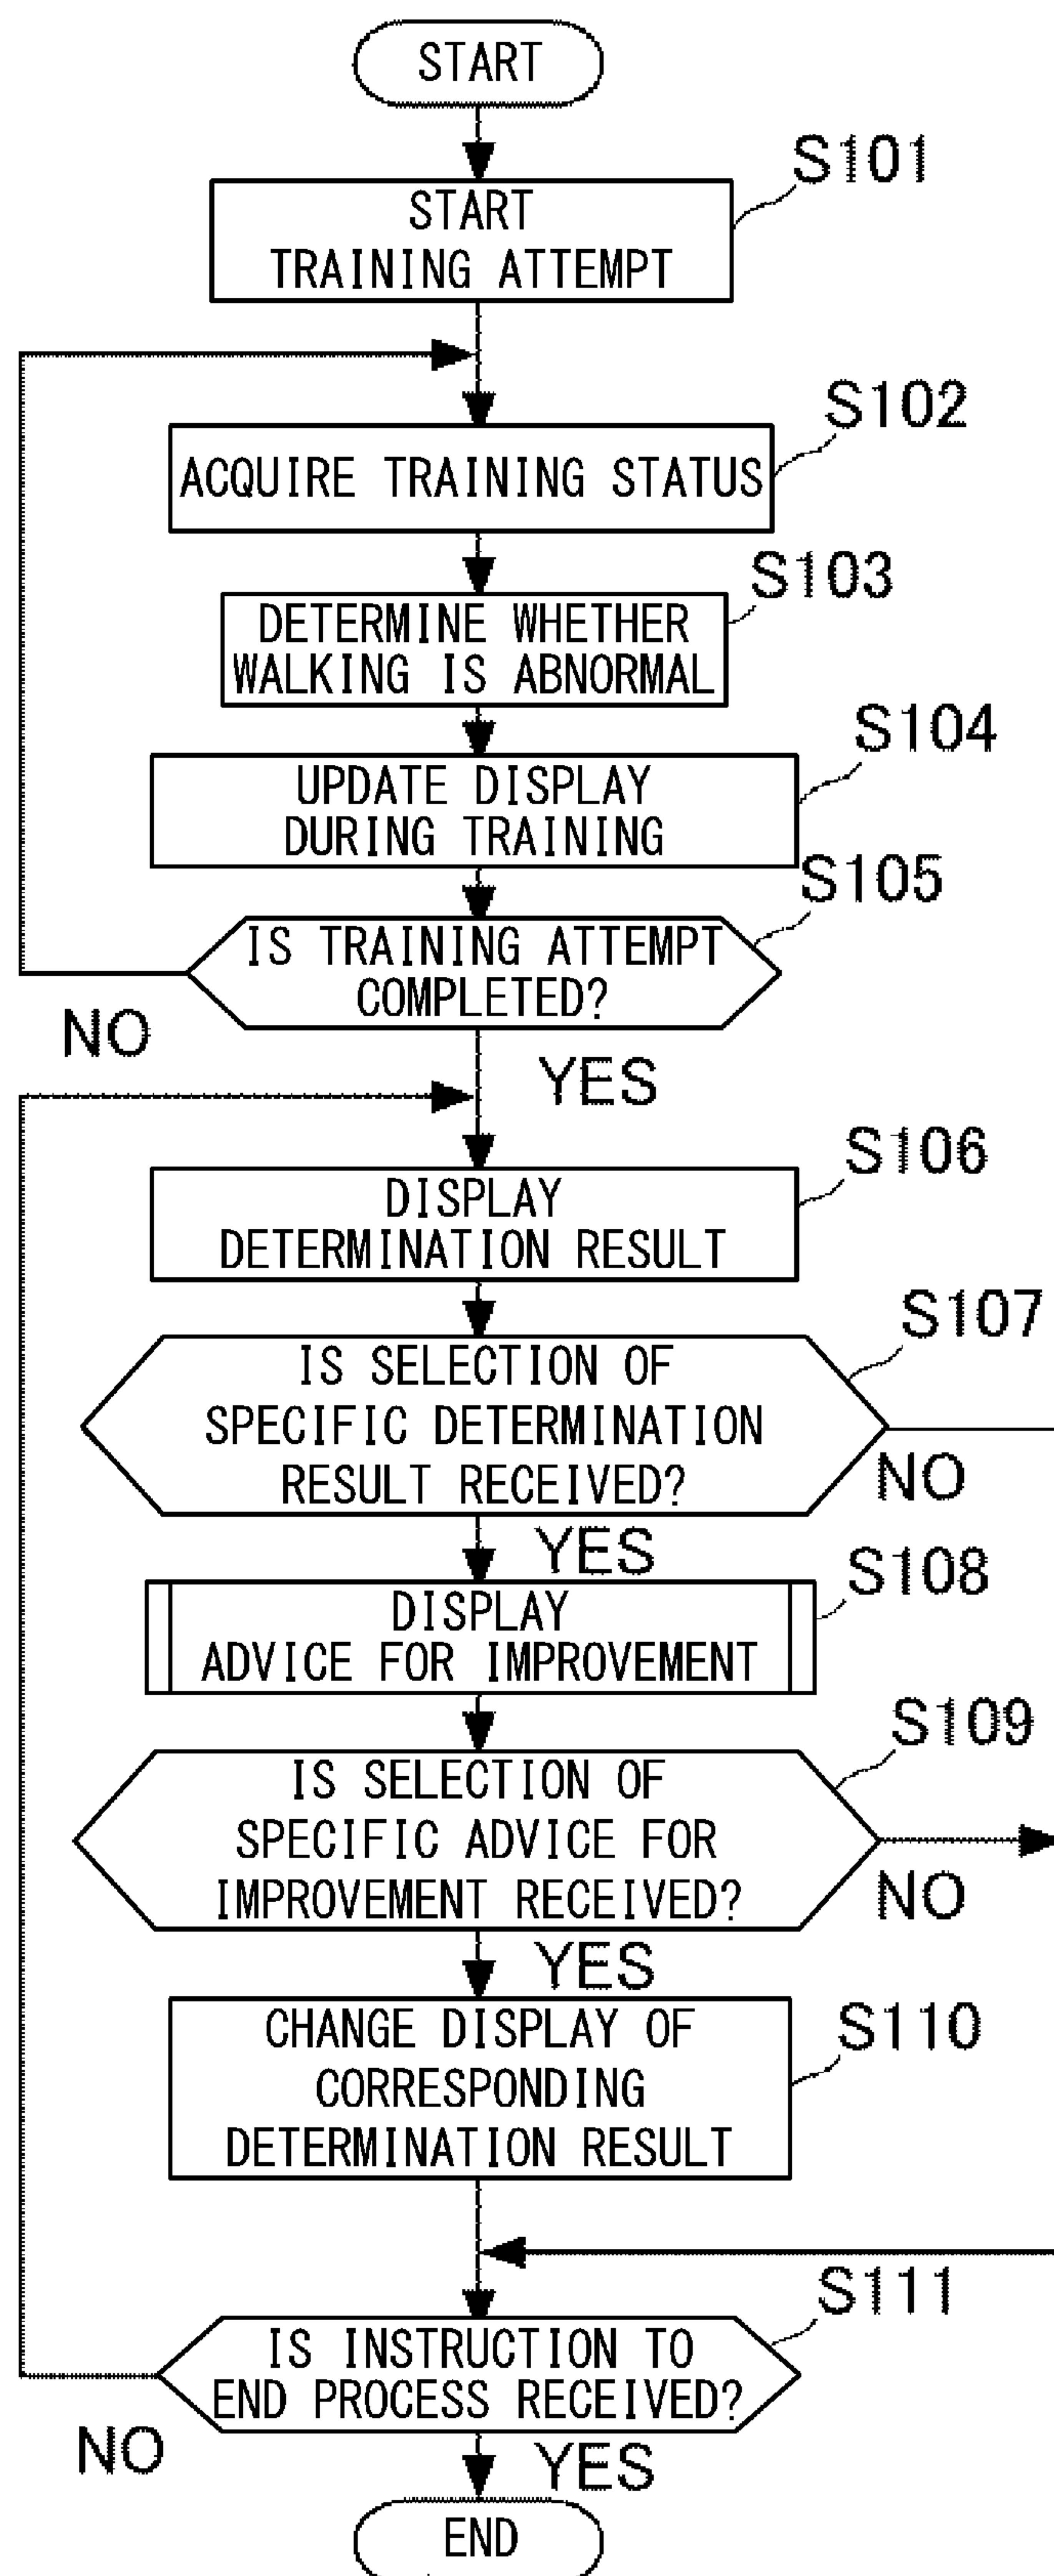 START
S101
START
TRAINING ATTEMPT
S102
ACQUIRE TRAINING STATUS
S103
DETERMINE WHETHER
WALKING IS ABNORMAL
S104
UPDATE DISPLAY
DURING TRAINING
S105
IS TRAINING ATTEMPT
COMPLETED?
NO
YES
S106
DISPLAY
DETERMINATION RESULT
S107
IS SELECTION OF
SPECIFIC DETERMINATION
RESULT RECEIVED?
NO
YES
S108
DISPLAY
ADVICE FOR IMPROVEMENT
S109
IS SELECTION OF
SPECIFIC ADVICE FOR
IMPROVEMENT RECEIVED?
NO
YES
S110
CHANGE DISPLAY OF
CORRESPONDING
DETERMINATION RESULT
S111
IS INSTRUCTION TO
END PROCESS RECEIVED?
NO
YES
END